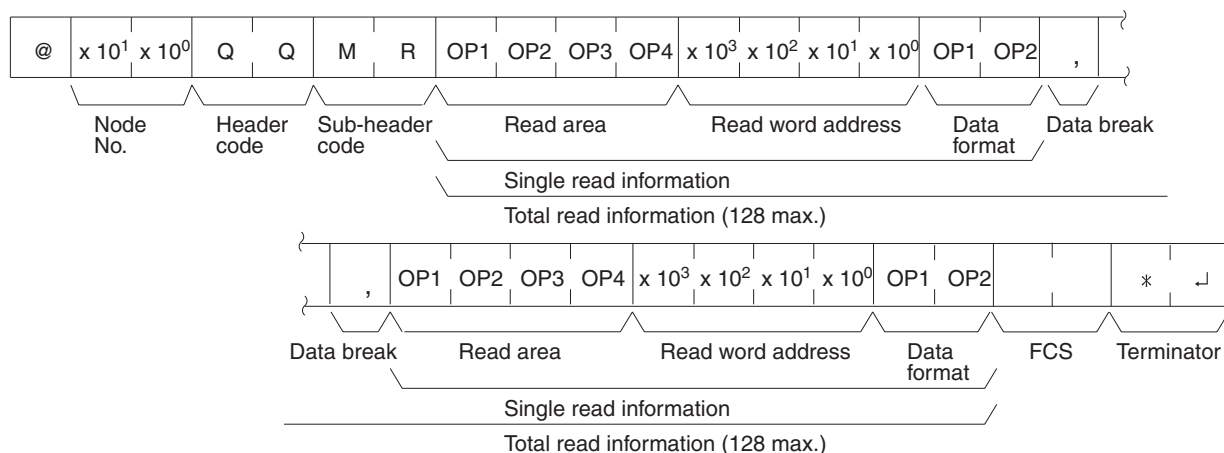 @ x 10¹ x 10⁰ Q Q M R OP1 OP2 OP3 OP4 x 10³ x 10² x 10¹ x 10⁰ OP1 OP2 ,
Node No. Header code Sub-header code Read area Read word address Data format Data break
Single read information
Total read information (128 max.)
, OP1 OP2 OP3 OP4 x 10³ x 10² x 10¹ x 10⁰ OP1 OP2 * ↵
Data break Read area Read word address Data format FCS Terminator
Single read information
Total read information (128 max.)